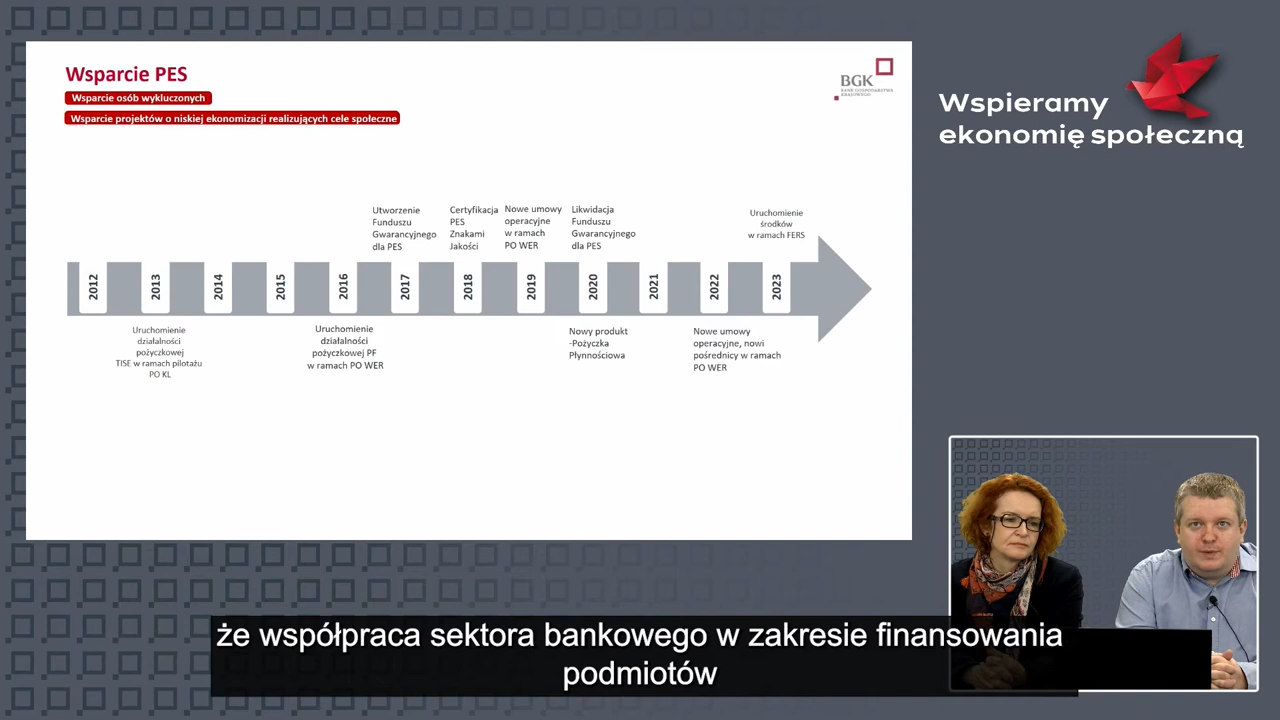 Wsparcie PES
Wsparcie osób wykluczonych
Wsparcie projektów o niskiej ekonomizacji realizujących cele społeczne
BGK
BANK GOSPODARSTWA
KRAJOWEGO
Wspieramy
ekonomię społeczną
Utworzenie
Funduszu
Gwarancyjnego
dla PES
Certyfikacja
PES
Znakami
Jakości
Nowe umowy
operacyjne
w ramach
PO WER
Likwidacja
Funduszu
Gwarancyjnego
dla PES
Uruchomienie
środków
w ramach FERS
2012
2013
2014
2015
2016
2017
2018
2019
2020
2021
2022
2023
Uruchomienie
działalności
pożyczkowej
TISE w ramach pilotażu
PO KL
Uruchomienie
działalności
pożyczkowej PF
w ramach PO WER
Nowy produkt
-Pożyczka
Płynnościowa
Nowe umowy
operacyjne, nowi
pośrednicy w ramach
PO WER
że współpraca sektora bankowego w zakresie finansowania
podmiotów